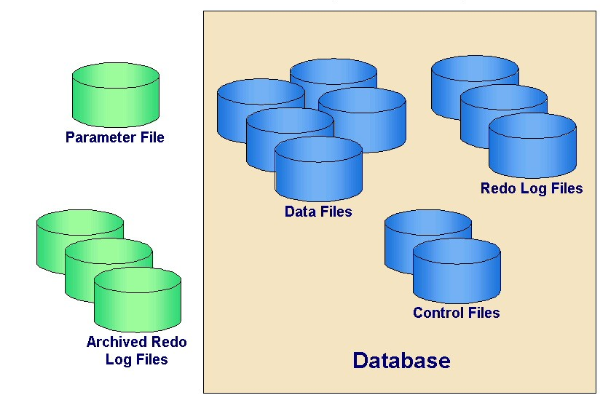 Parameter File
Data Files
Redo Log Files
Archived Redo
Log Files
Control Files
Database